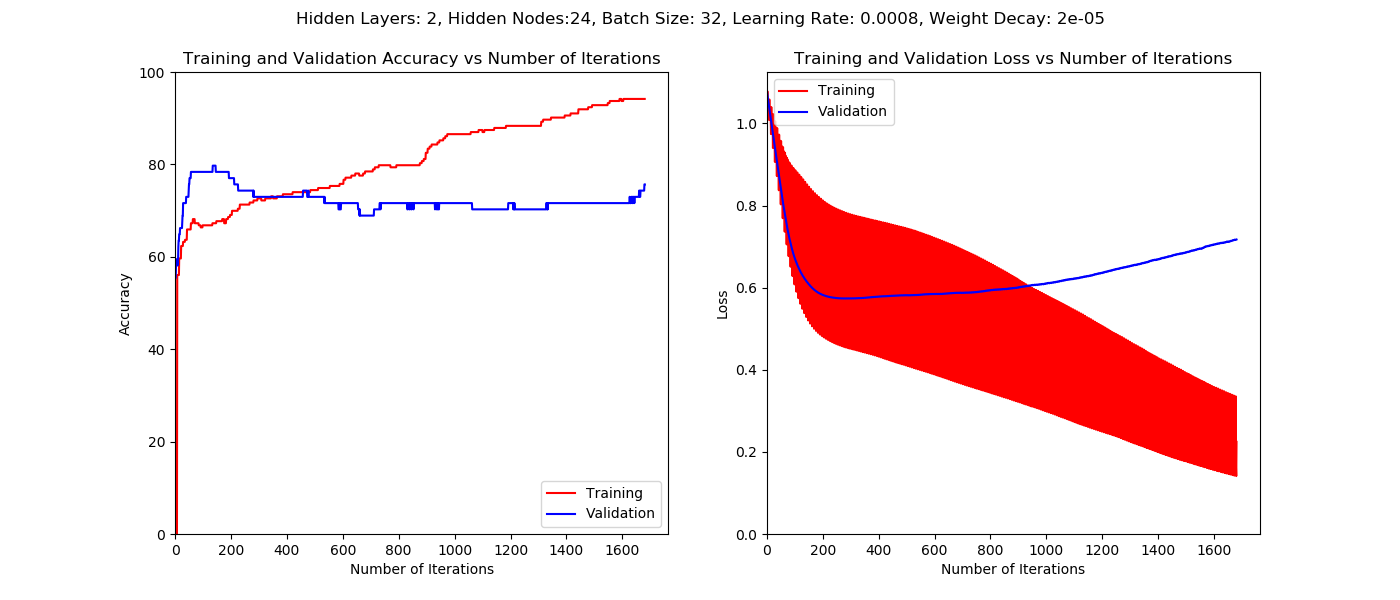 Hidden Layers: 2, Hidden Nodes:24, Batch Size: 32, Learning Rate: 0.0008, Weight Decay: 2e-05
Training and Validation Accuracy vs Number of Iterations
100
80
60
40
20
0
Accuracy
0 200 400 600 800 1000 1200 1400 1600
Number of Iterations
Training
Validation
Training and Validation Loss vs Number of Iterations
1.0
0.8
0.6
0.4
0.2
0.0
Loss
0 200 400 600 800 1000 1200 1400 1600
Number of Iterations
Training
Validation